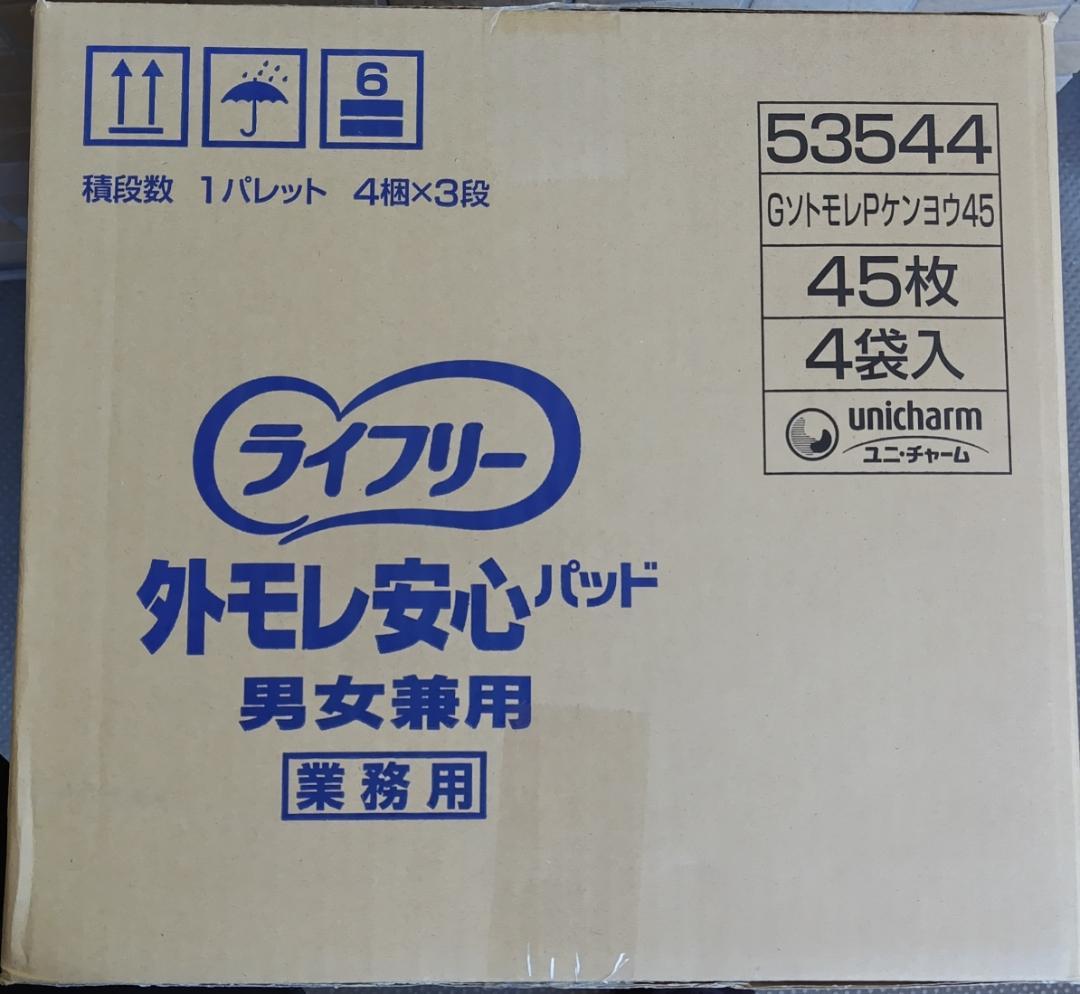 6
積段数 1パレット 4梱×3段
53544
GソトモレPケンヨウ45
45枚
4袋入
unicharm
ユニ・チャーム
ライフリー
外モレ安心パッド
男女兼用
業務用